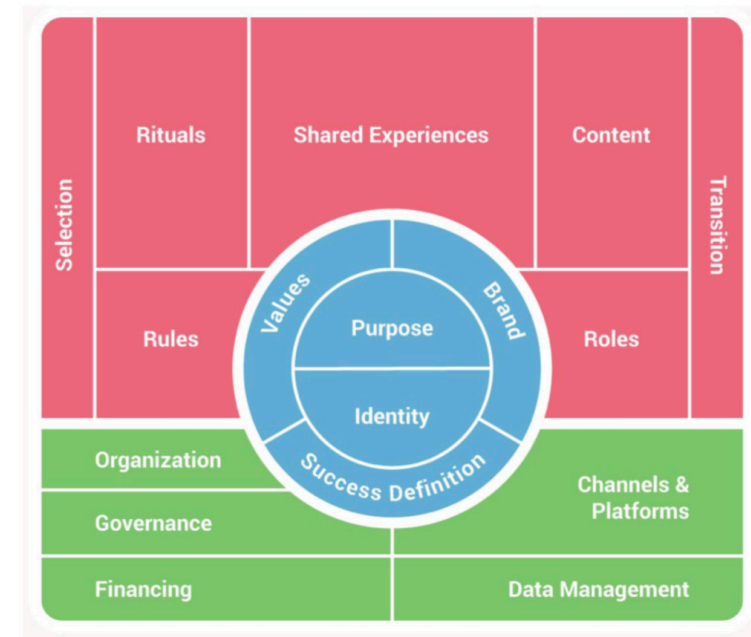 Selection
Rituals
Shared Experiences
Content
Transition
Rules
Values
Brand
Roles
Purpose
Identity
Success Definition
Organization
Governance
Financing
Channels &
Platforms
Data Management